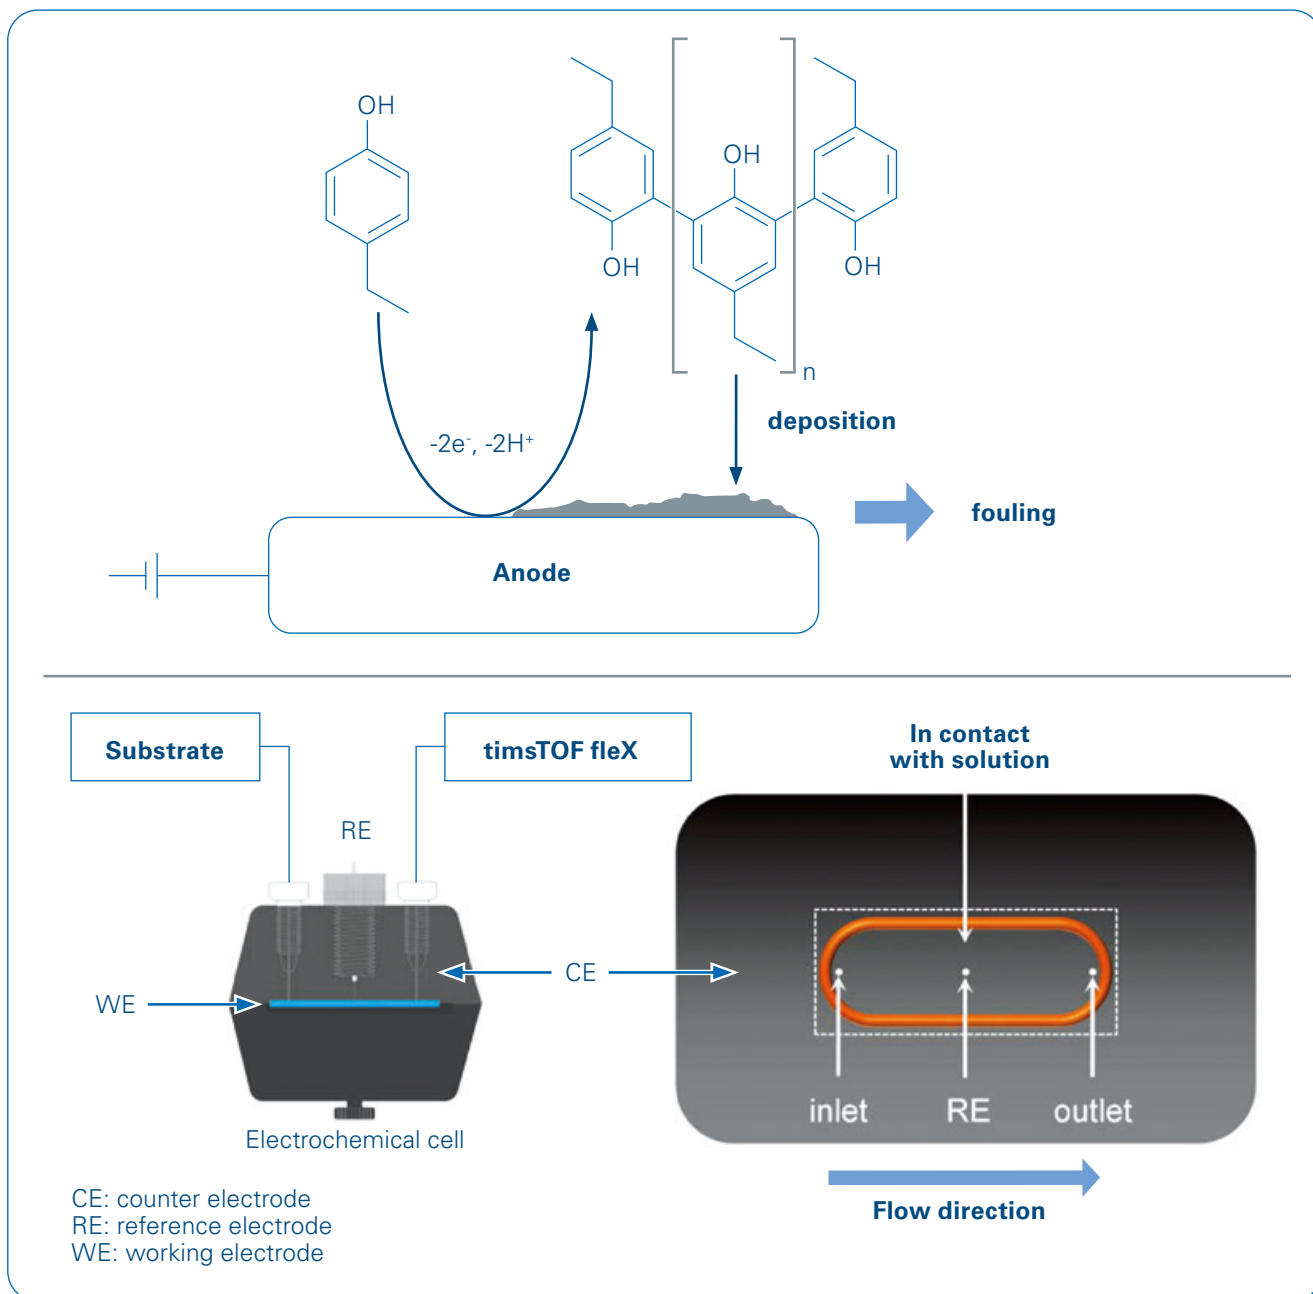 OH
OH
OH
OH
n
-2e-, -2H+
deposition
fouling
Anode
Substrate
timsTOF fleX
In contact
with solution
RE
CE
WE
inlet RE outlet
Electrochemical cell
Flow direction
CE: counter electrode
RE: reference electrode
WE: working electrode